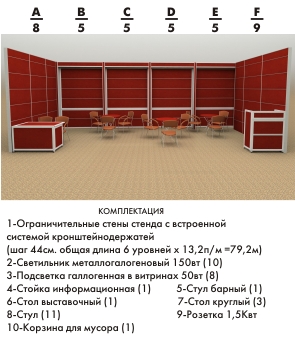 A B C D E F
8 5 5 5 5 9
КОМПЛЕКТАЦИЯ
1-Ограничительные стены стенда с встроенной
системой кронштейнодержатей
(шаг 44см. общая длина 6 уровней х 13,2п/м =79,2м)
2-Светильник металлогалогеновый 150вт (10)
3-Подсветка галлогенная в витринах 50вт (8)
4-Стойка информационная (1) 5-Стул барный (1)
6-Стол выставочный (1) 7-Стол круглый (3)
8-Стул (11) 9-Розетка 1,5Квт
10-Корзина для мусора (1)